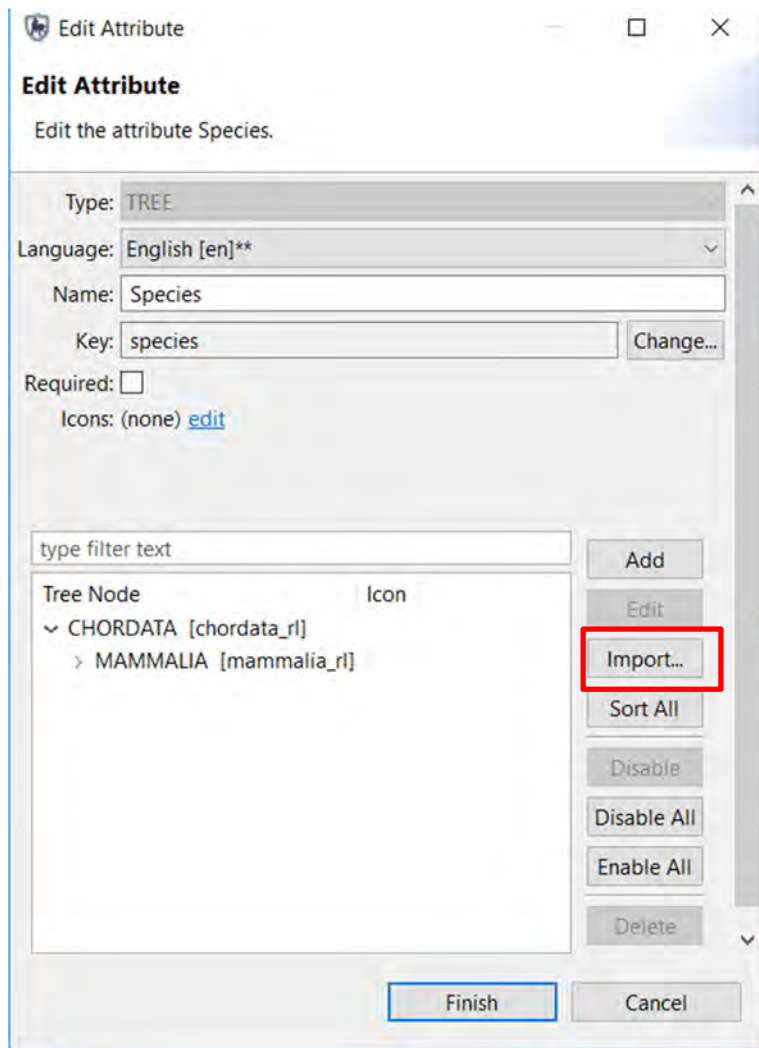 Edit Attribute
Edit Attribute
Edit the attribute Species.
Type: TREE
Language: English [en]**
Name: Species
Key: species Change...
Required:
Icons: (none) edit
type filter text
Add
Tree Node Icon
Edit
CHORDATA [chordata_rl]
MAMMALIA [mammalia_rl]
Import...
Sort All
Disable
Disable All
Enable All
Delete
Finish Cancel